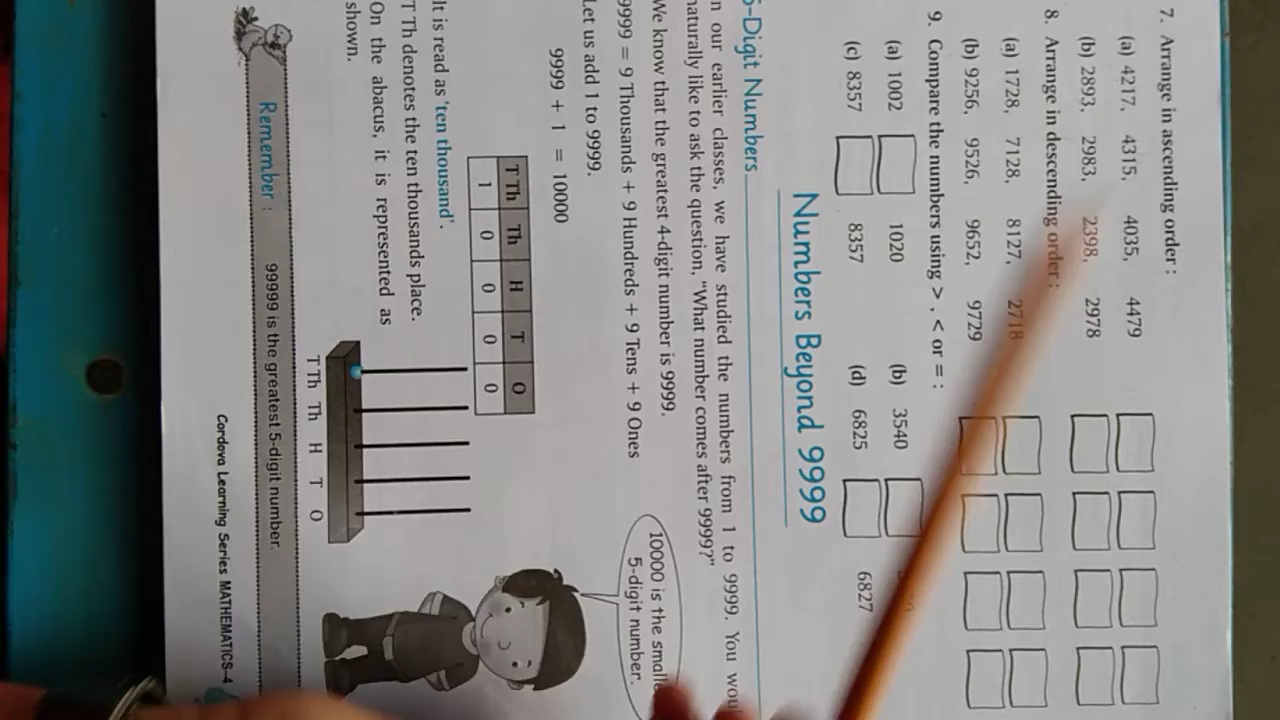 7. Arrange in ascending order :
(a) 4217, 4315, 4035, 4479
(b) 2893, 2983, 2398, 2978
8. Arrange in descending order :
(a) 1728, 7128, 8127, 2718
(b) 9256, 9526, 9652, 9729
9. Compare the numbers using > , < or = :
(a) 1002 1020 (b) 3540
(c) 8357 8357 (d) 6825 6827
Numbers Beyond 9999
5-Digit Numbers
n our earlier classes, we have studied the numbers from 1 to 9999. You wou
naturally like to ask the question, "What number comes after 9999?"
We know that the greatest 4-digit number is 9999.
9999 = 9 Thousands + 9 Hundreds + 9 Tens + 9 Ones
Let us add 1 to 9999.
9999 + 1 = 10000
10000 is the small
5-digit number.
T Th Th H T O
1 0 0 0 0
It is read as 'ten thousand'.
T Th denotes the ten thousands place.
On the abacus, it is represented as
shown.
T Th Th H T O
Remember : 99999 is the greatest 5-digit number.
Cordova Learning Series MATHEMATICS-4